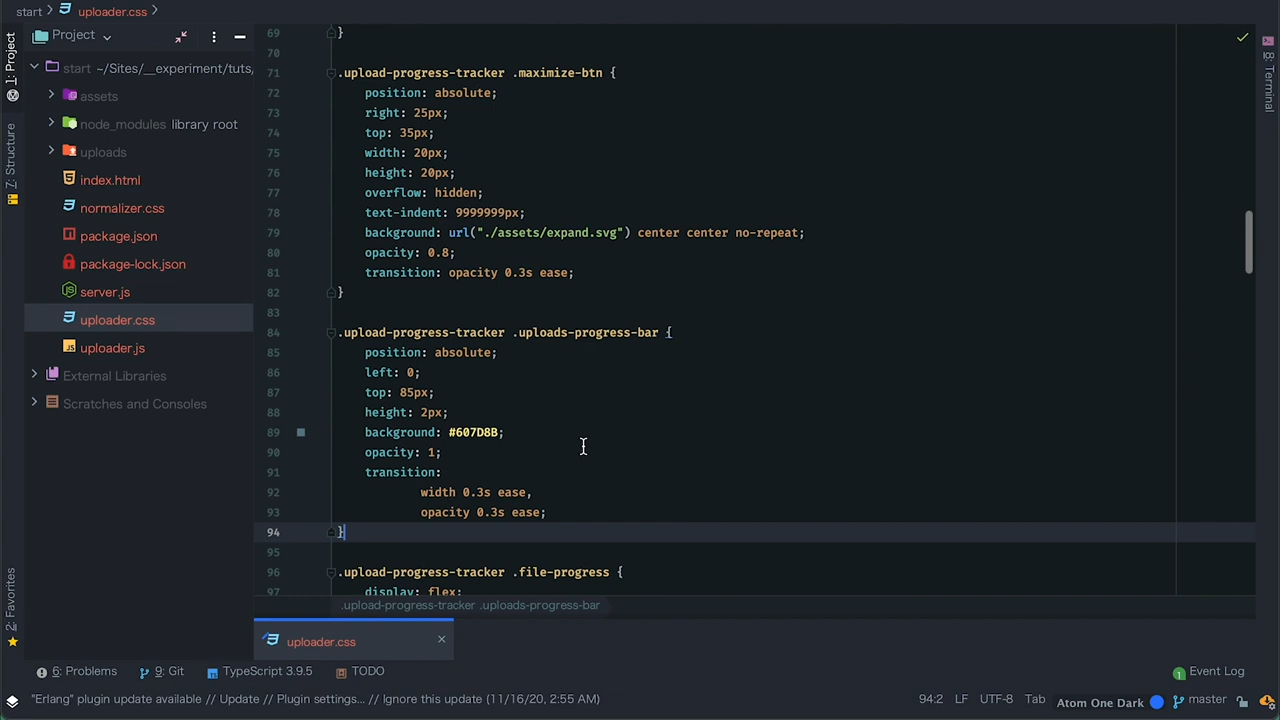 start
uploader.css
Project
1: Project
7: Structure
2: Favorites
8: Terminal
start ~/Sites/__experiment/tuts,
assets
node_modules library root
uploads
index.html
normalizer.css
package.json
package-lock.json
server.js
uploader.css
uploader.js
External Libraries
Scratches and Consoles
69 }
70
71 .upload-progress-tracker .maximize-btn {
72 position: absolute;
73 right: 25px;
74 top: 35px;
75 width: 20px;
76 height: 20px;
77 overflow: hidden;
78 text-indent: 9999999px;
79 background: url("./assets/expand.svg") center center no-repeat;
80 opacity: 0.8;
81 transition: opacity 0.3s ease;
82 }
83
84 .upload-progress-tracker .uploads-progress-bar {
85 position: absolute;
86 left: 0;
87 top: 85px;
88 height: 2px;
89 background: #607D8B;
90 opacity: 1;
91 transition:
92 width 0.3s ease,
93 opacity 0.3s ease;
94 }
95
96 .upload-progress-tracker .file-progress {
97 display: flex;
.upload-progress-tracker .uploads-progress-bar
uploader.css
6: Problems
9: Git
TypeScript 3.9.5
TODO
1 Event Log
"Erlang" plugin update available // Update // Plugin settings... // Ignore this update (11/16/20, 2:55 AM)
94:2 LF UTF-8 Tab Atom One Dark master